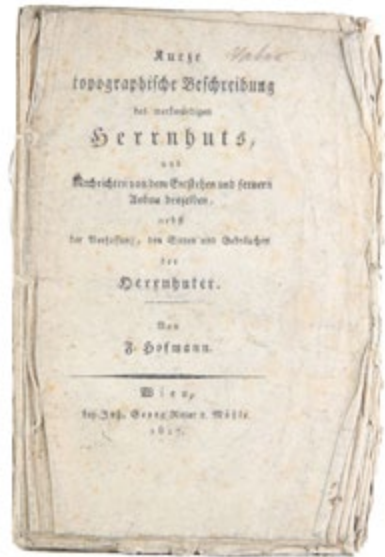 Kurze
topographische Beschreibung
des merkwürdigen
Herrnhuts,
und
Nachrichten von dem Entstehen und fernern
Anbau desselben,
nebst
der Verfassung, den Sitten und Gebräuchen
der
Herrnhuter.
Von
F. Hofmann.
Wien,
bey Joh. Georg Ritter v. Mößle